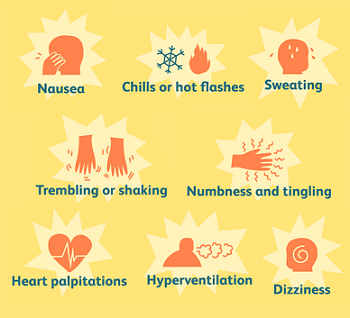 Nausea
Chills or hot flashes
Sweating
Trembling or shaking
Numbness and tingling
Heart palpitations
Hyperventilation
Dizziness